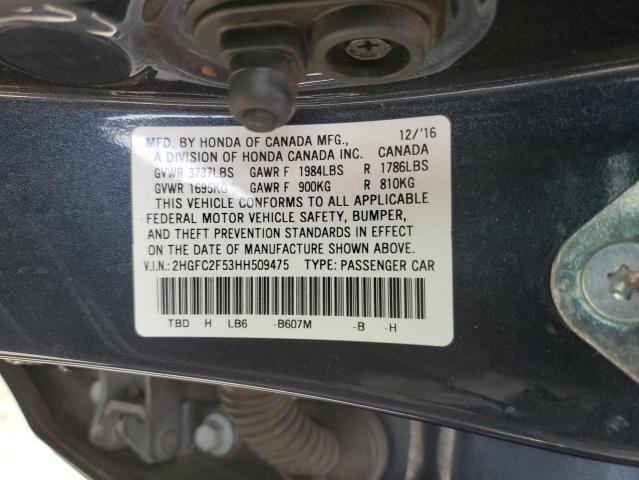 MFD. BY HONDA OF CANADA MFG., 12/'16
A DIVISION OF HONDA CANADA INC. CANADA
GVWR 3737LBS GAWR F 1984LBS R 1786LBS
GVWR 1695KG GAWR F 900KG R 810KG
THIS VEHICLE CONFORMS TO ALL APPLICABLE
FEDERAL MOTOR VEHICLE SAFETY, BUMPER,
AND THEFT PREVENTION STANDARDS IN EFFECT
ON THE DATE OF MANUFACTURE SHOWN ABOVE.
V.I.N.: 2HGFC2F53HH509475 TYPE: PASSENGER CAR
TBD H LB6 -B607M -B -H